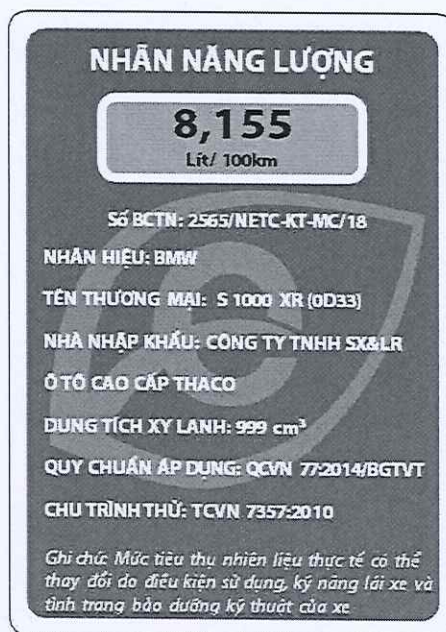 NHÃN NĂNG LƯỢNG
8,155
Lít/ 100km
Số BCTN: 2565/NETC-KT-MC/18
NHÃN HIỆU: BMW
TÊN THƯƠNG MẠI: S 1000 XR (0D33)
NHÀ NHẬP KHẨU: CÔNG TY TNHH SX&LR
Ô TÔ CAO CẤP THACO
DUNG TÍCH XY LANH: 999 cm³
QUY CHUẨN ÁP DỤNG: QCVN 77:2014/BGTVT
CHU TRÌNH THỬ: TCVN 7357:2010
Ghi chú: Mức tiêu thụ nhiên liệu thực tế có thể
thay đổi do điều kiện sử dụng, kỹ năng lái xe và
tình trạng bảo dưỡng kỹ thuật của xe